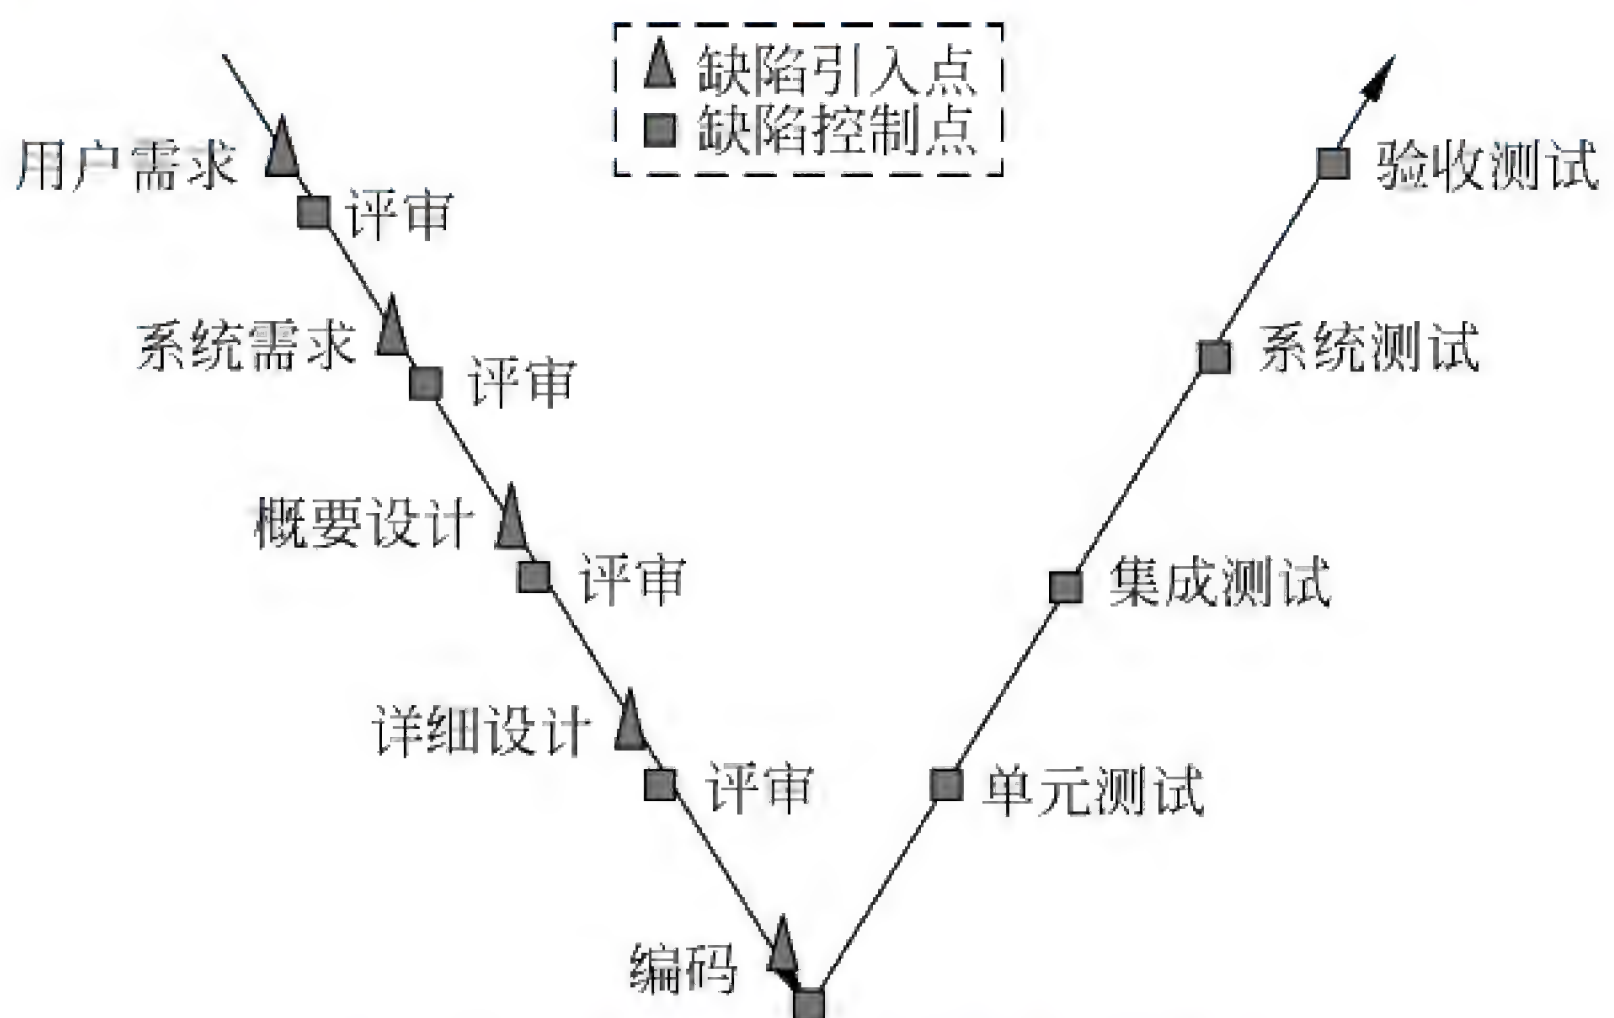 缺陷引入点
缺陷控制点
用户需求
验收测试
评审
系统需求
系统测试
评审
概要设计
评审
集成测试
详细设计
评审
单元测试
编码